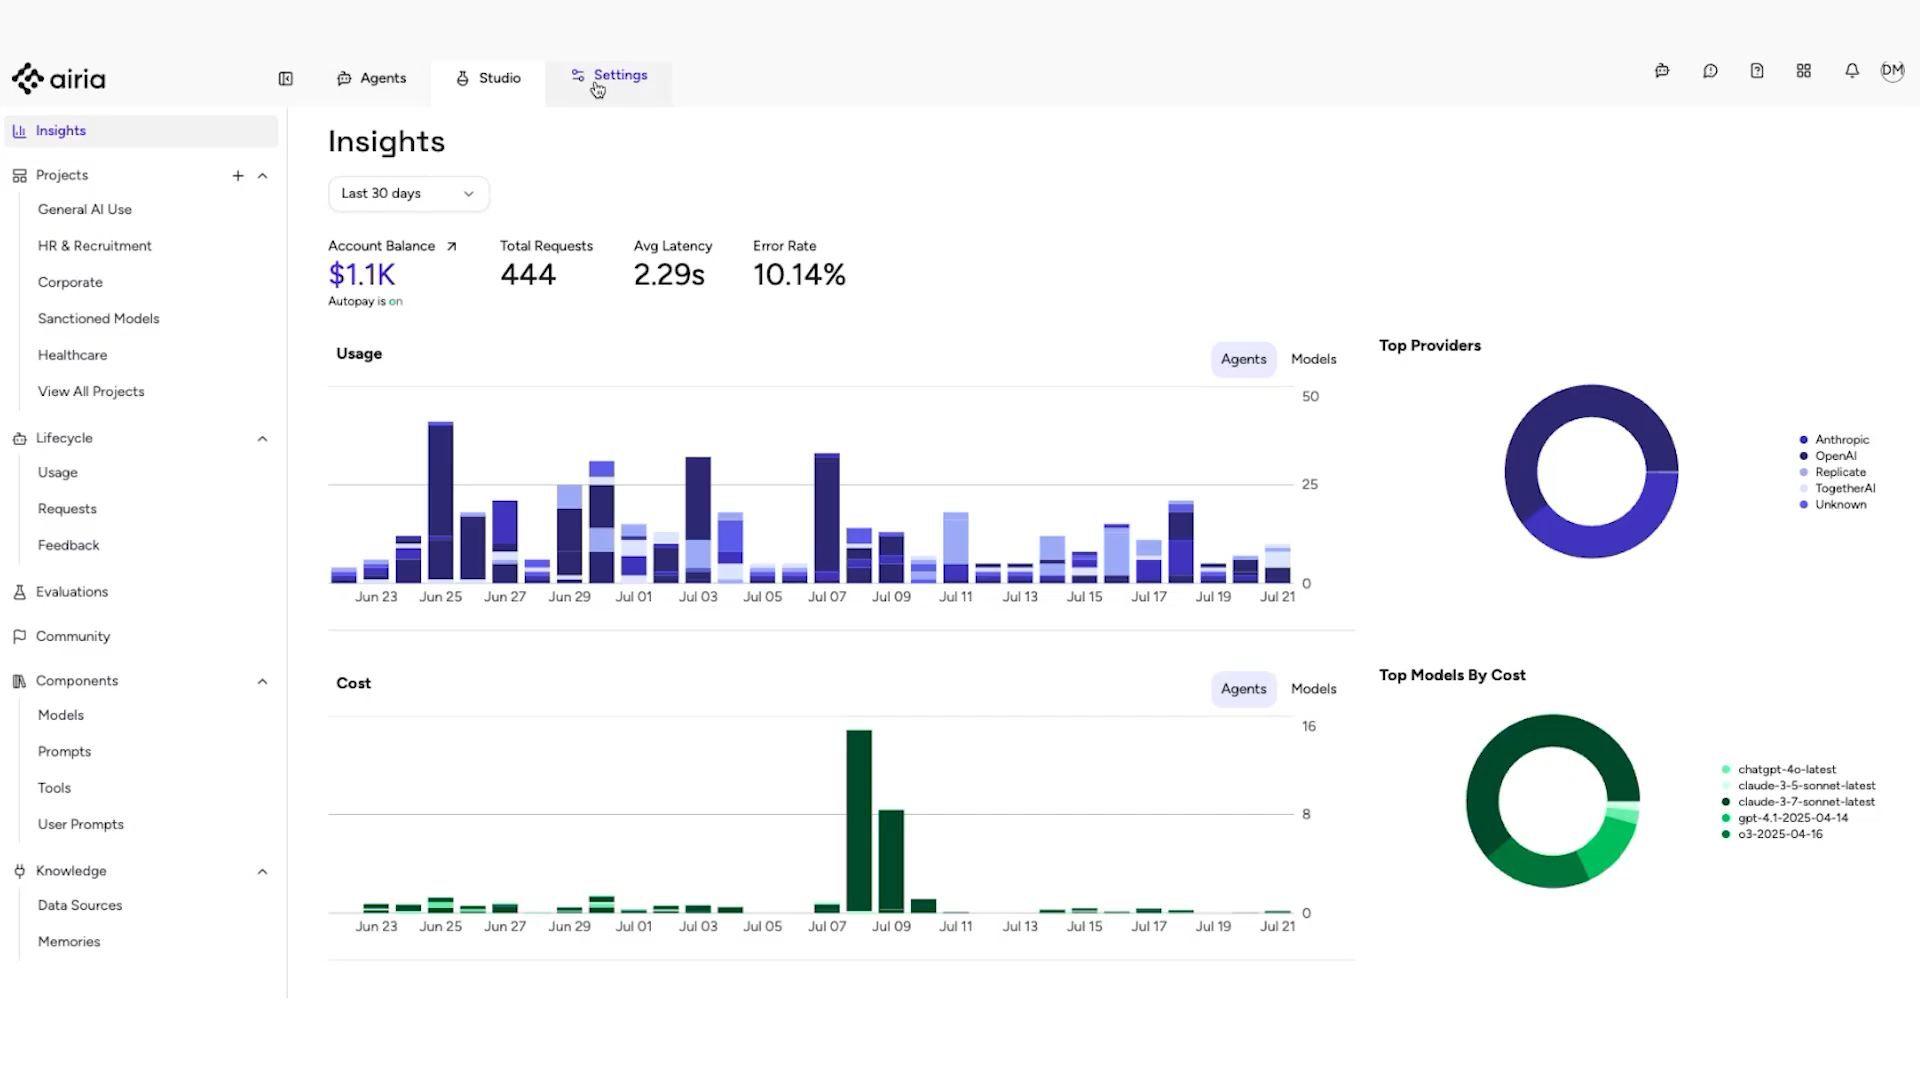 airia
Agents
Studio
Settings
DM
Insights
Projects
General AI Use
HR & Recruitment
Corporate
Sanctioned Models
Healthcare
View All Projects
Lifecycle
Usage
Requests
Feedback
Evaluations
Community
Components
Models
Prompts
Tools
User Prompts
Knowledge
Data Sources
Memories
Insights
Last 30 days
Account Balance
$1.1K
Autopay is on
Total Requests
444
Avg Latency
2.29s
Error Rate
10.14%
Usage
Agents Models
50
25
0
Jun 23 Jun 25 Jun 27 Jun 29 Jul 01 Jul 03 Jul 05 Jul 07 Jul 09 Jul 11 Jul 13 Jul 15 Jul 17 Jul 19 Jul 21
Top Providers
Anthropic
OpenAI
Replicate
TogetherAI
Unknown
Cost
Agents Models
16
8
0
Jun 23 Jun 25 Jun 27 Jun 29 Jul 01 Jul 03 Jul 05 Jul 07 Jul 09 Jul 11 Jul 13 Jul 15 Jul 17 Jul 19 Jul 21
Top Models By Cost
chatgpt-4o-latest
claude-3-5-sonnet-latest
claude-3-7-sonnet-latest
gpt-4.1-2025-04-14
o3-2025-04-16